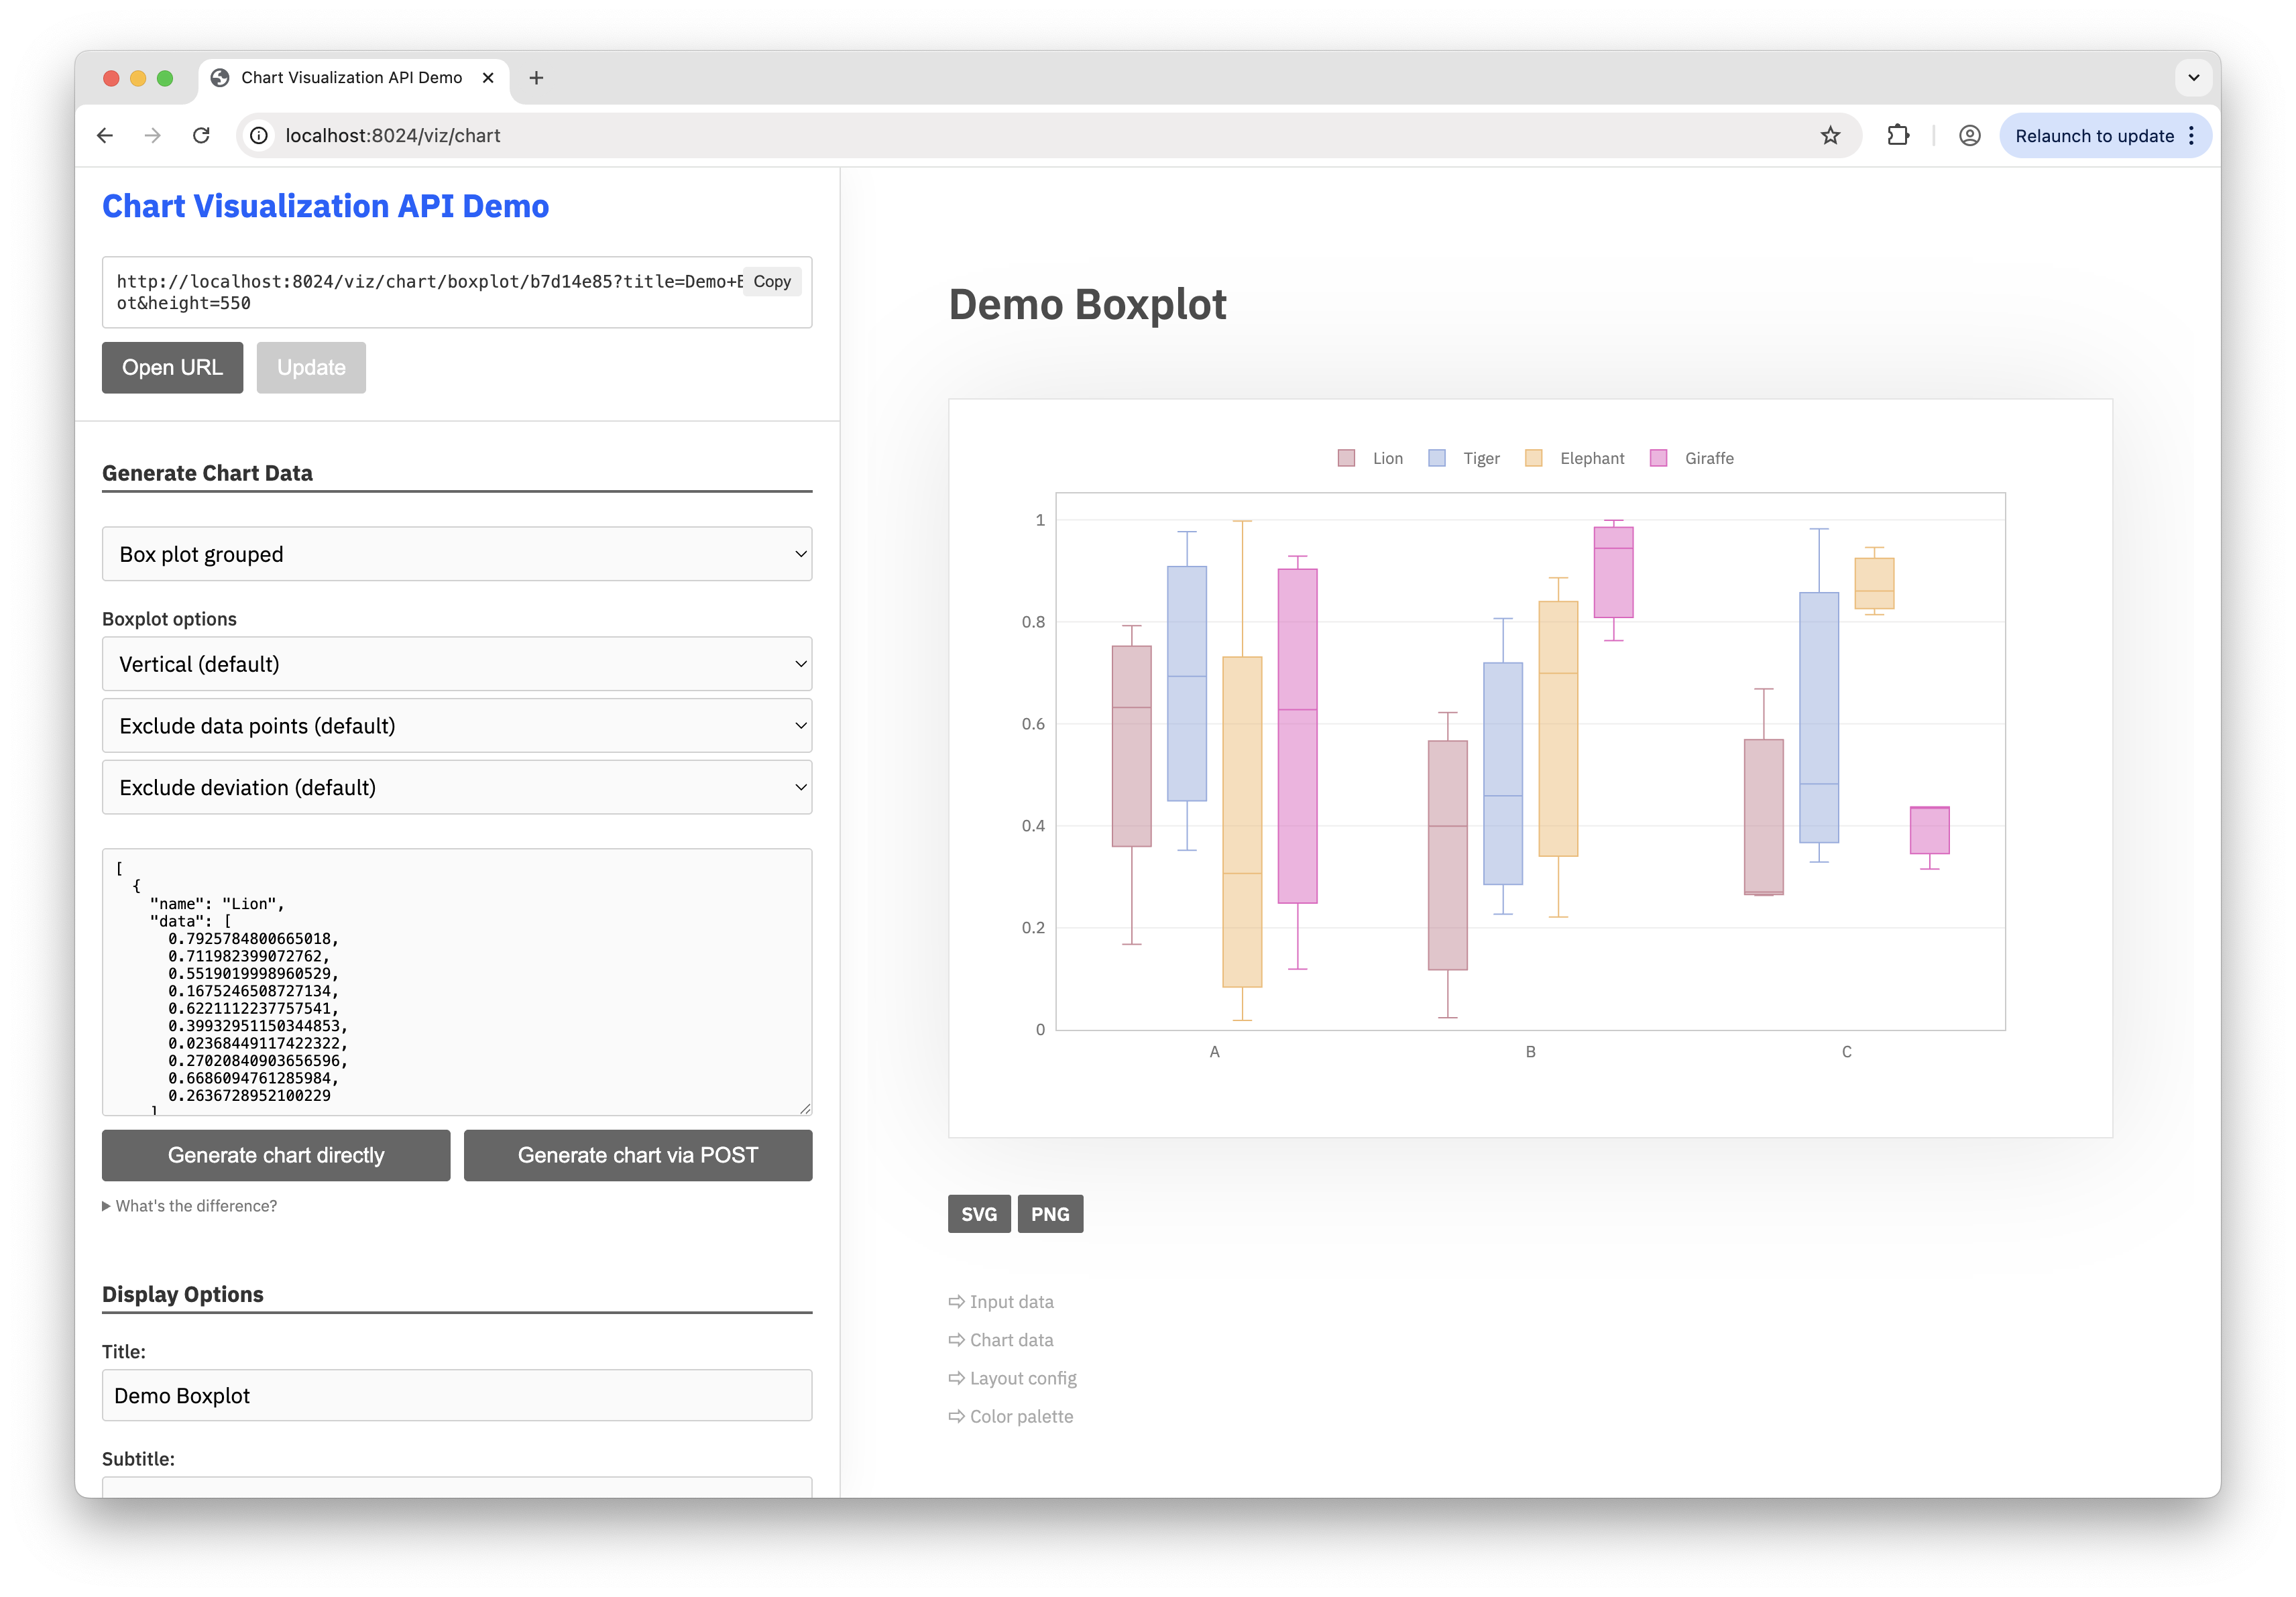 Chart Visualization API Demo
localhost:8024/viz/chart
Relaunch to update
Chart Visualization API Demo
http://localhost:8024/viz/chart/boxplot/b7d14e85?title=Demo+
Copy
ot&height=550
Open URL
Update
Generate Chart Data
Box plot grouped
Boxplot options
Vertical (default)
Exclude data points (default)
Exclude deviation (default)
[
{
"name": "Lion",
"data": [
0.7925784800665018,
0.711982399072762,
0.5519019998960529,
0.1675246508727134,
0.6221112237757541,
0.39932951150344853,
0.02368449117422322,
0.27020840903656596,
0.6686094761285984,
0.2636728952100229
]
Generate chart directly
Generate chart via POST
What's the difference?
Display Options
Title:
Demo Boxplot
Subtitle:
Demo Boxplot
Lion
Tiger
Elephant
Giraffe
1
0.8
0.6
0.4
0.2
0
A
B
C
SVG
PNG
Input data
Chart data
Layout config
Color palette